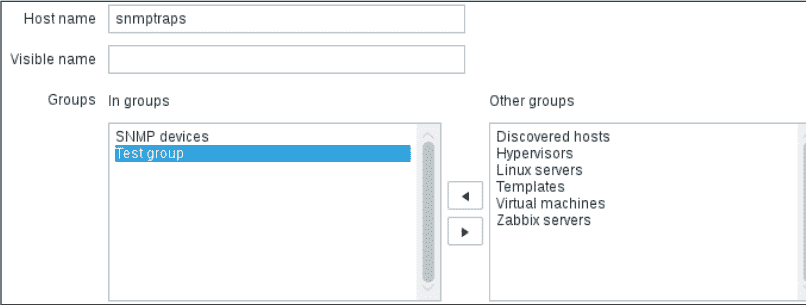 Host name snmptraps
Visible name
Groups In groups Other groups
SNMP devices
Test group
Discovered hosts
Hypervisors
Linux servers
Templates
Virtual machines
Zabbix servers